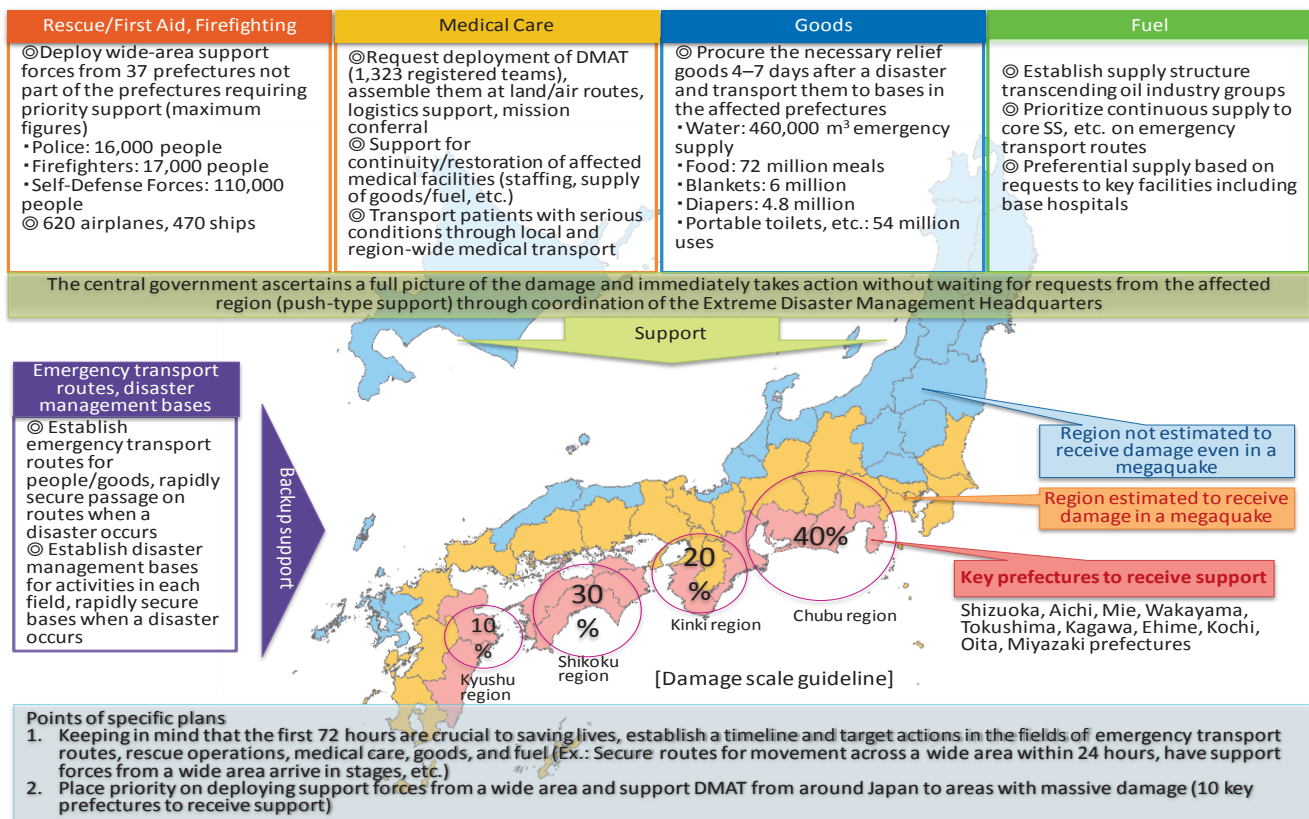 Rescue/First Aid, Firefighting
◎Deploy wide-area support
forces from 37 prefectures not
part of the prefectures requiring
priority support (maximum
figures)
・Police: 16,000 people
・Firefighters: 17,000 people
・Self-Defense Forces: 110,000
people
◎ 620 airplanes, 470 ships
Medical Care
◎Request deployment of DMAT
(1,323 registered teams),
assemble them at land/air routes,
logistics support, mission
conferral
◎ Support for
continuity/restoration of affected
medical facilities (staffing, supply
of goods/fuel, etc.)
◎ Transport patients with serious
conditions through local and
region-wide medical transport
Goods
◎ Procure the necessary relief
goods 4–7 days after a disaster
and transport them to bases in
the affected prefectures
・Water: 460,000 m³ emergency
supply
・Food: 72 million meals
・Blankets: 6 million
・Diapers: 4.8 million
・Portable toilets, etc.: 54 million
uses
Fuel
◎ Establish supply structure
transcending oil industry groups
◎ Prioritize continuous supply to
core SS, etc. on emergency
transport routes
◎ Preferential supply based on
requests to key facilities including
base hospitals
The central government ascertains a full picture of the damage and immediately takes action without waiting for requests from the affected
region (push-type support) through coordination of the Extreme Disaster Management Headquarters
Support
Emergency transport
routes, disaster
management bases
◎ Establish
emergency transport
routes for
people/goods, rapidly
secure passage on
routes when a
disaster occurs
◎ Establish disaster
management bases
for activities in each
field, rapidly secure
bases when a disaster
occurs
Backup support
Region not estimated to
receive damage even in a
megaquake
Region estimated to receive
damage in a megaquake
Key prefectures to receive support
Shizuoka, Aichi, Mie, Wakayama,
Tokushima, Kagawa, Ehime, Kochi,
Oita, Miyazaki prefectures
40%
Chubu region
20
%
Kinki region
30
%
Shikoku
region
10
%
Kyushu
region
[Damage scale guideline]
Points of specific plans
1. Keeping in mind that the first 72 hours are crucial to saving lives, establish a timeline and target actions in the fields of emergency transport
routes, rescue operations, medical care, goods, and fuel (Ex.: Secure routes for movement across a wide area within 24 hours, have support
forces from a wide area arrive in stages, etc.)
2. Place priority on deploying support forces from a wide area and support DMAT from around Japan to areas with massive damage (10 key
prefectures to receive support)